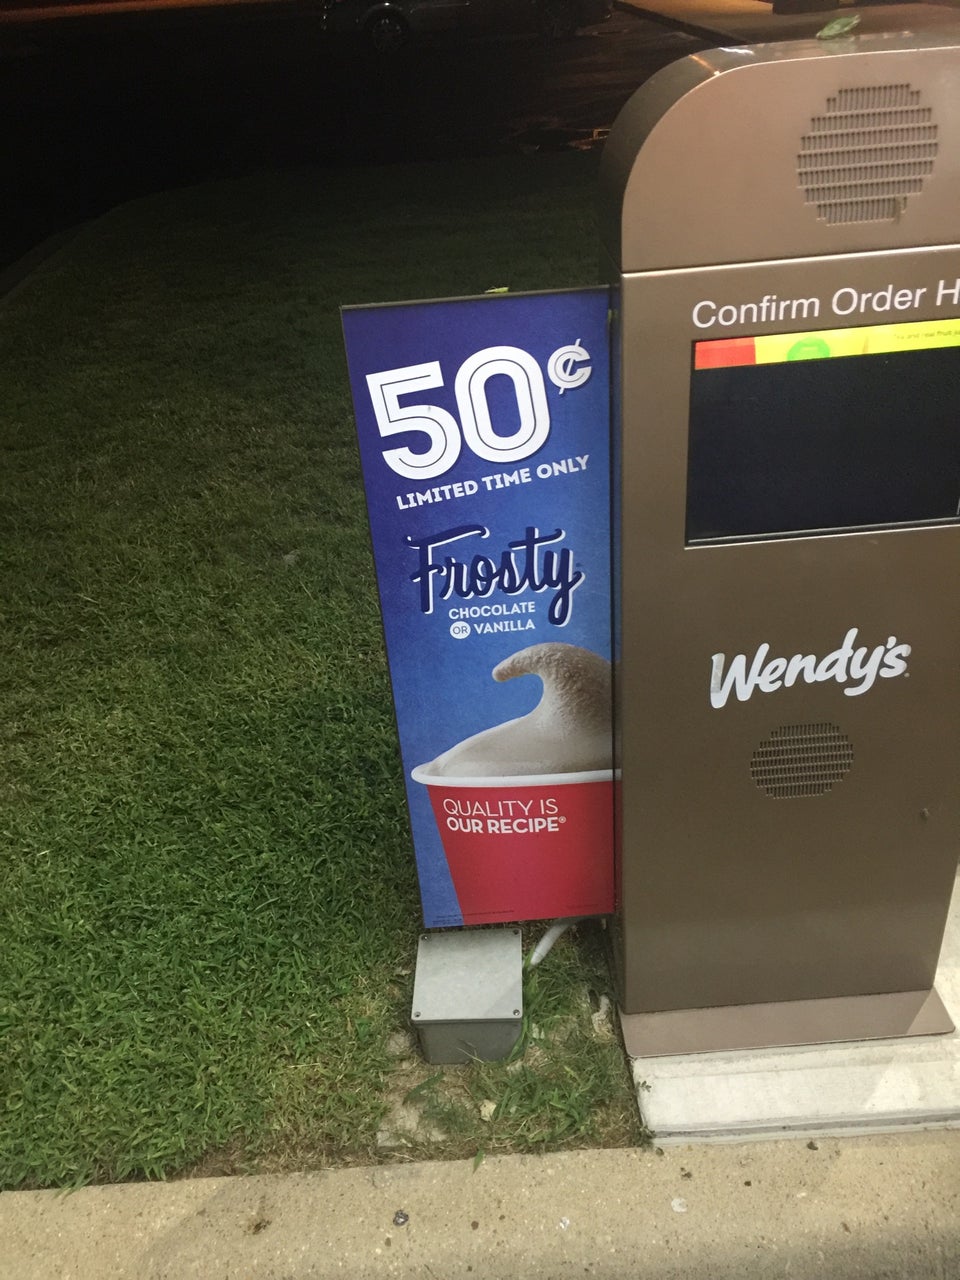 50¢
LIMITED TIME ONLY
Frosty
CHOCOLATE
OR VANILLA
QUALITY IS
OUR RECIPE®
Confirm Order H
Wendy's